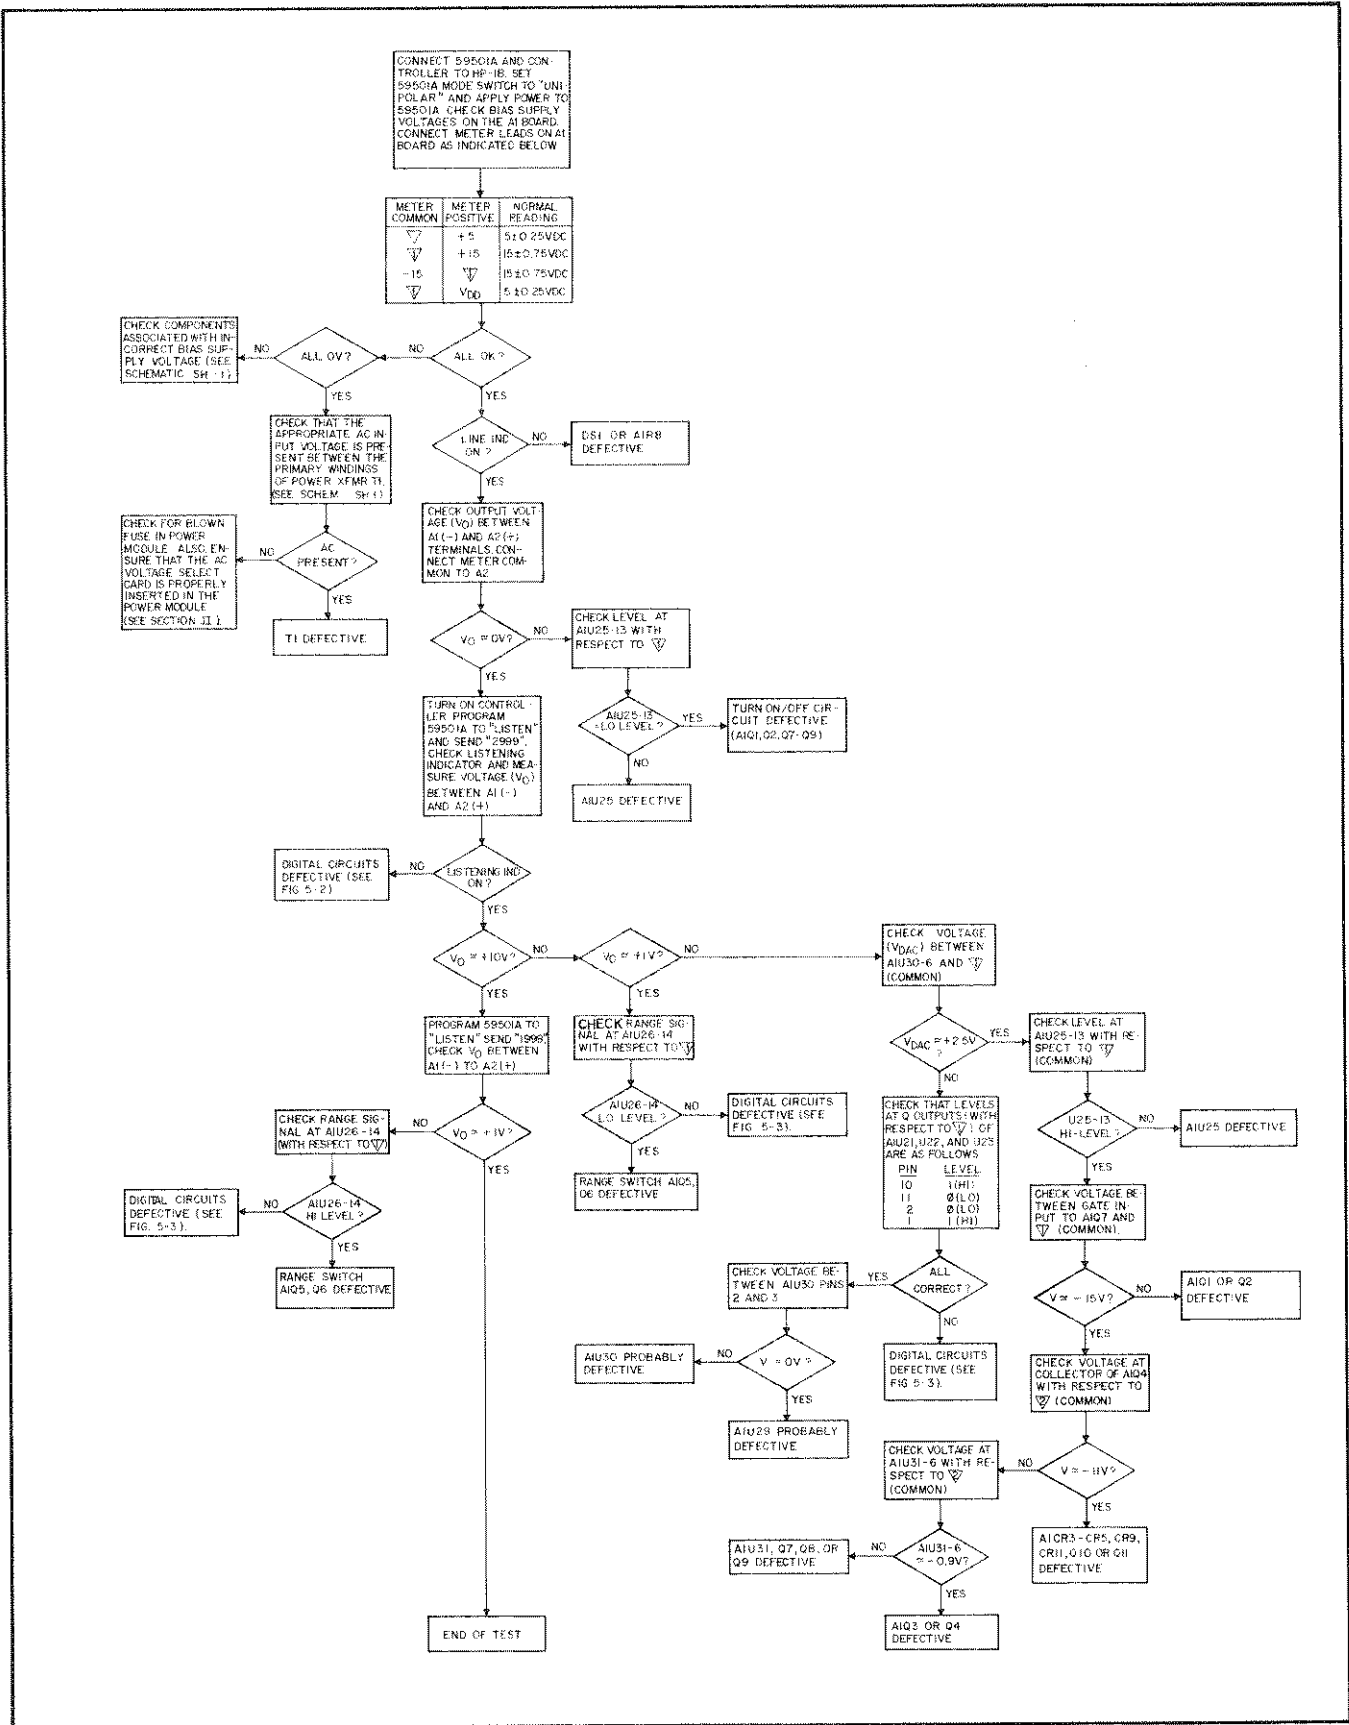 CONNECT 59501A AND CON-
TROLLER TO HP-IB. SET
59501A MODE SWITCH TO "UNI
POLAR" AND APPLY POWER TO
59501A. CHECK BIAS SUPPLY
VOLTAGES ON THE A1 BOARD.
CONNECT METER LEADS ON A1
BOARD AS INDICATED BELOW
METER COMMON METER POSITIVE NORMAL READING
+5 5±0.25VDC
1 +15 15±0.75VDC
-15 1 15±0.75VDC
1 VDD 5±0.25VDC
ALL OK?
NO
YES
ALL 0V?
NO
YES
CHECK COMPONENTS
ASSOCIATED WITH IN-
CORRECT BIAS SUP-
PLY VOLTAGE (SEE
SCHEMATIC SH. 1)
CHECK THAT THE
APPROPRIATE AC IN-
PUT VOLTAGE IS PRE-
SENT BETWEEN THE
PRIMARY WINDINGS
OF POWER XFMR T1.
(SEE SCHEM. SH 1)
LINE IND
ON?
NO
YES
DS1 OR A1R8
DEFECTIVE
CHECK FOR BLOWN
FUSE IN POWER
MODULE. ALSO, EN-
SURE THAT THE AC
VOLTAGE SELECT
CARD IS PROPERLY
INSERTED IN THE
POWER MODULE
(SEE SECTION II).
NO
AC
PRESENT?
YES
T1 DEFECTIVE
CHECK OUTPUT VOLT-
AGE (VO) BETWEEN
A1(-) AND A2(+)
TERMINALS. CON-
NECT METER COM-
MON TO A2
VO ≈ 0V?
NO
YES
CHECK LEVEL AT
A1U25-13 WITH
RESPECT TO 1
A1U25-13
=LO LEVEL?
YES
NO
TURN ON/OFF CIR-
CUIT DEFECTIVE
(A1Q1,Q2,Q7-Q9)
A1U25 DEFECTIVE
TURN ON CONTROL-
LER PROGRAM
59501A TO "LISTEN"
AND SEND "2999".
CHECK LISTENING
INDICATOR AND MEA-
SURE VOLTAGE (VO)
BETWEEN A1(-)
AND A2(+)
LISTENING IND
ON?
NO
YES
DIGITAL CIRCUITS
DEFECTIVE (SEE
FIG 5-2)
VO ≈ +10V?
NO
YES
VO ≈ +1V?
NO
YES
CHECK VOLTAGE
(VDAC) BETWEEN
A1U30-6 AND 1
(COMMON)
PROGRAM 59501A TO
"LISTEN" SEND "1999",
CHECK VO BETWEEN
A1(-) TO A2(+)
CHECK RANGE SIG-
NAL AT A1U26-14
WITH RESPECT TO 1
VDAC ≈ +2.5V
?
YES
NO
CHECK LEVEL AT
A1U25-13 WITH RE-
SPECT TO 1
(COMMON)
VO ≈ +1V?
NO
YES
CHECK RANGE SIG-
NAL AT A1U26-14
(WITH RESPECT TO 1)
A1U26-14
LO LEVEL?
NO
YES
DIGITAL CIRCUITS
DEFECTIVE (SEE
FIG. 5-3).
RANGE SWITCH A1Q5,
Q6 DEFECTIVE
CHECK THAT LEVELS
AT Q OUTPUTS (WITH
RESPECT TO 1) OF
A1U21, U22, AND U23
ARE AS FOLLOWS
PIN LEVEL
10 1(HI)
11 Ø(LO)
2 Ø(LO)
1 1(HI)
U25-13
HI-LEVEL?
NO
YES
A1U25 DEFECTIVE
DIGITAL CIRCUITS
DEFECTIVE (SEE
FIG. 5-3).
NO
A1U26-14
HI LEVEL?
YES
RANGE SWITCH
A1Q5, Q6 DEFECTIVE
CHECK VOLTAGE BE-
TWEEN GATE IN-
PUT TO A1Q7 AND
1 (COMMON).
CHECK VOLTAGE BE-
TWEEN A1U30 PINS
2 AND 3
YES
ALL
CORRECT?
NO
V ≈ -15V?
NO
YES
A1Q1 OR Q2
DEFECTIVE
A1U30 PROBABLY
DEFECTIVE
NO
V = 0V?
YES
A1U29 PROBABLY
DEFECTIVE
DIGITAL CIRCUITS
DEFECTIVE (SEE
FIG 5-3).
CHECK VOLTAGE AT
COLLECTOR OF A1Q4
WITH RESPECT TO
2 (COMMON)
CHECK VOLTAGE AT
A1U31-6 WITH RE-
SPECT TO 2
(COMMON)
NO
V ≈ -11V?
YES
A1U31, Q7, Q8, OR
Q9 DEFECTIVE
NO
A1U31-6
≈ -0.9V?
YES
A1CR3-CR5, CR9,
CR11, Q10 OR Q11
DEFECTIVE
A1Q3 OR Q4
DEFECTIVE
END OF TEST